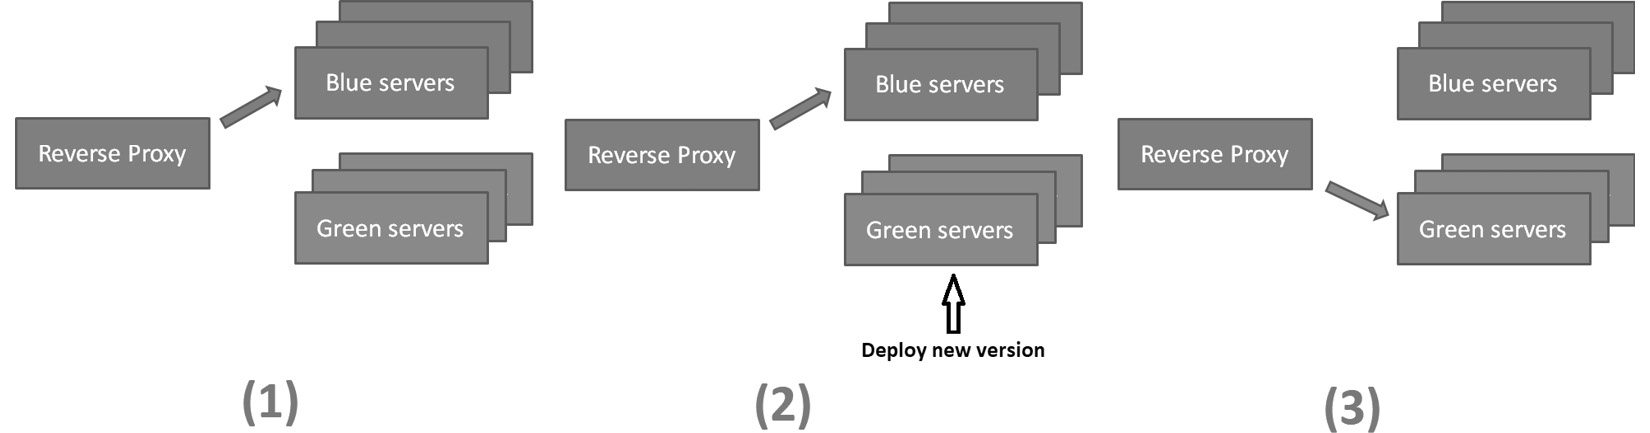 Blue servers
Reverse Proxy
Green servers
(1)
Blue servers
Reverse Proxy
Green servers
Deploy new version
(2)
Blue servers
Reverse Proxy
Green servers
(3)